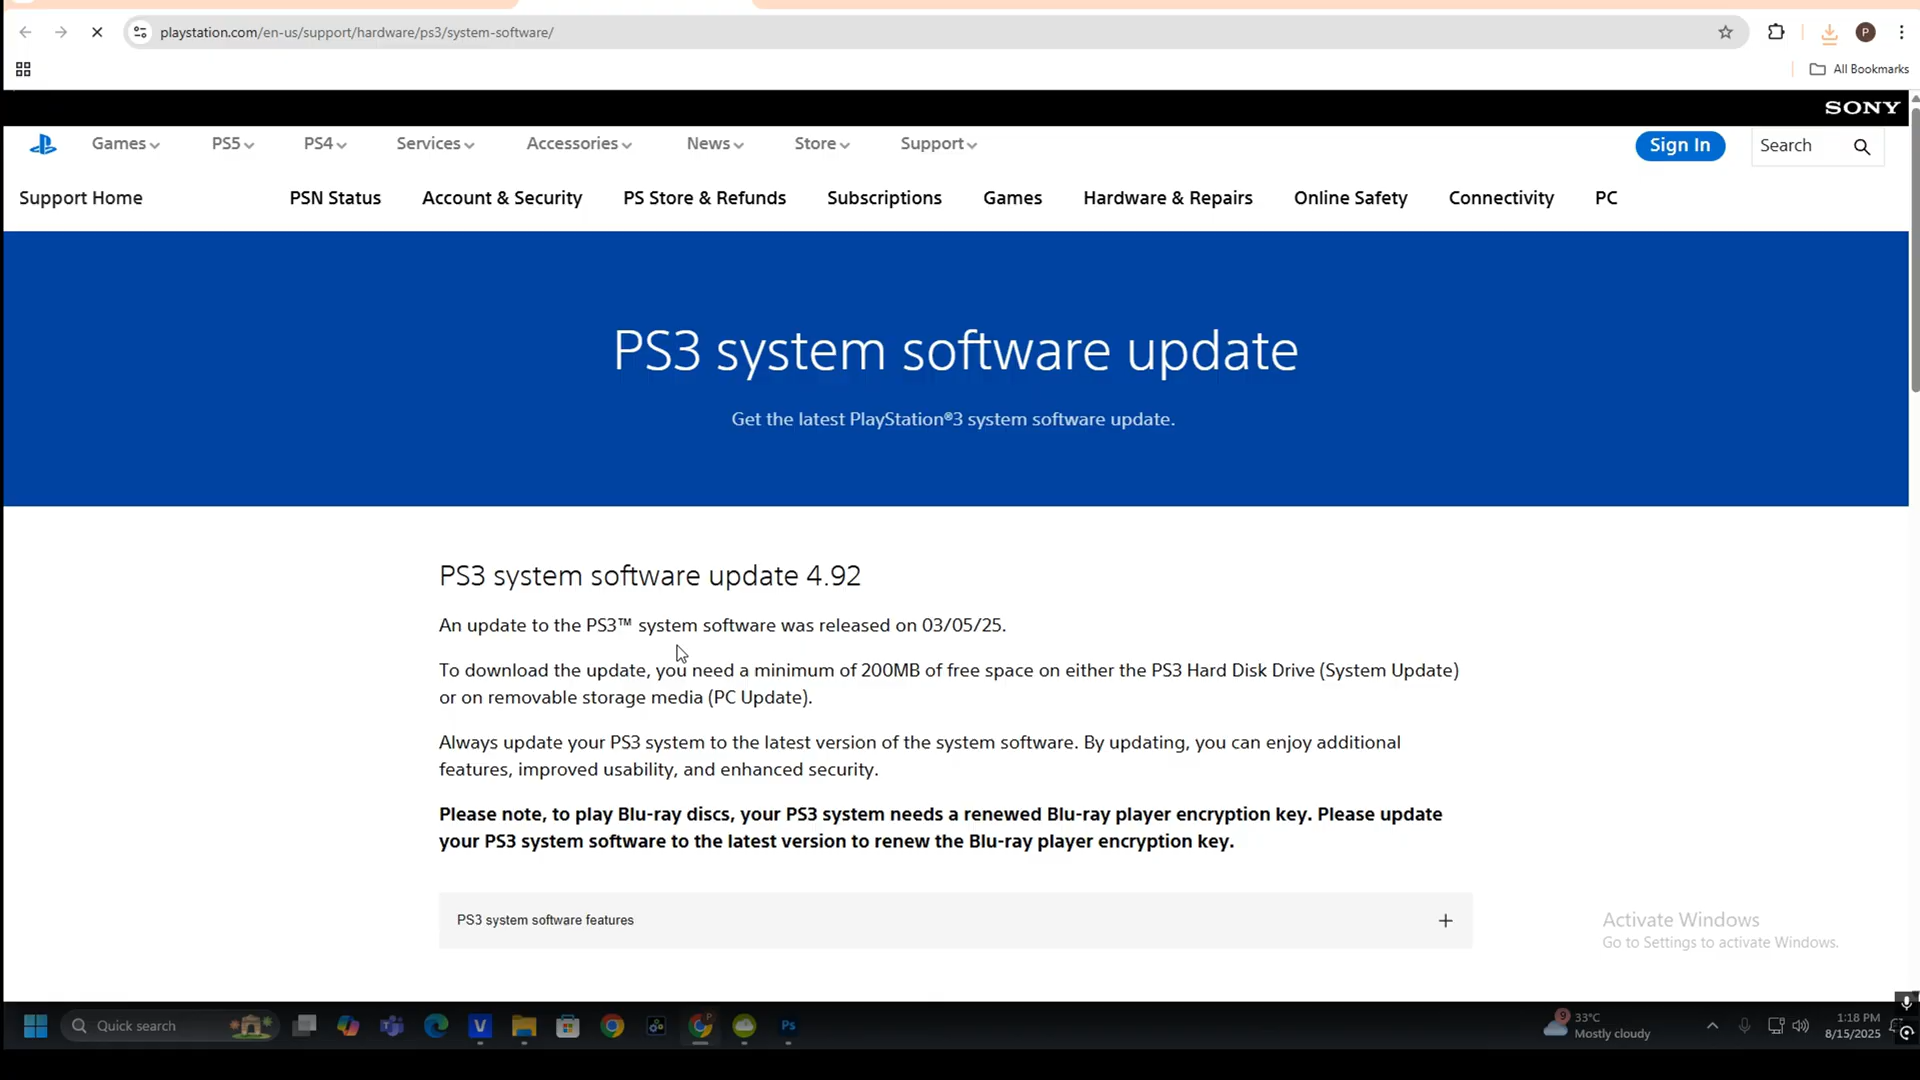 playstation.com/en-us/support/hardware/ps3/system-software/
P
All Bookmarks
SONY
Games PS5 PS4 Services Accessories News Store Support Sign In Search
Support Home PSN Status Account & Security PS Store & Refunds Subscriptions Games Hardware & Repairs Online Safety Connectivity PC
PS3 system software update
Get the latest PlayStation®3 system software update.
PS3 system software update 4.92
An update to the PS3™ system software was released on 03/05/25.
To download the update, you need a minimum of 200MB of free space on either the PS3 Hard Disk Drive (System Update)
or on removable storage media (PC Update).
Always update your PS3 system to the latest version of the system software. By updating, you can enjoy additional
features, improved usability, and enhanced security.
Please note, to play Blu-ray discs, your PS3 system needs a renewed Blu-ray player encryption key. Please update
your PS3 system software to the latest version to renew the Blu-ray player encryption key.
PS3 system software features
Activate Windows
Go to Settings to activate Windows.
Quick search
V
P
Ps
9
33°C
Mostly cloudy
1:18 PM
8/15/2025